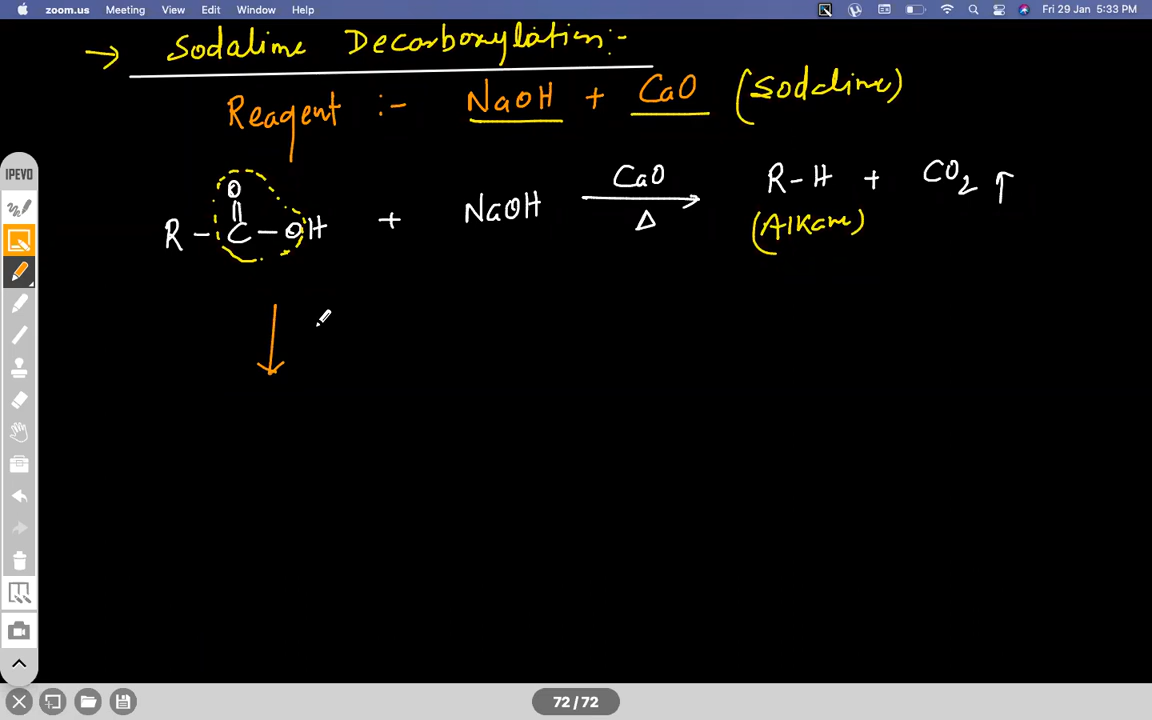 zoom.us Meeting View Edit Window Help Fri 29 Jan 5:33 PM
→ Sodalime Decarboxylation:-
Reagent :- NaOH + CaO (Sodalime)
IPEVO
O
||
R - C - OH + NaOH CaO → Δ R-H + CO2 ↑
(Alkane)
72/72